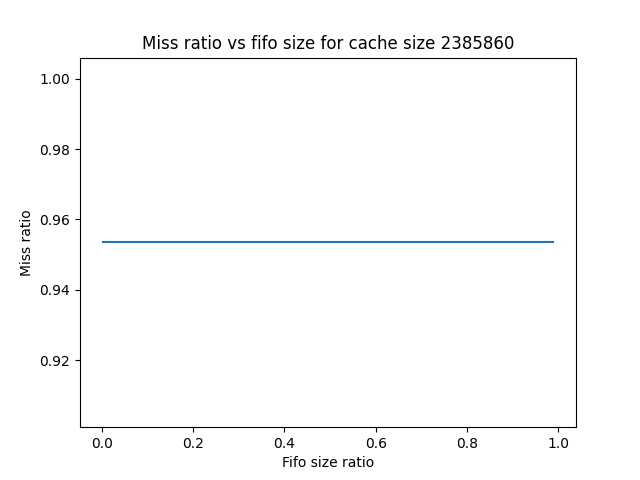 Miss ratio vs fifo size for cache size 2385860
1.00
0.98
0.96
0.94
0.92
Miss ratio
0.0 0.2 0.4 0.6 0.8 1.0
Fifo size ratio